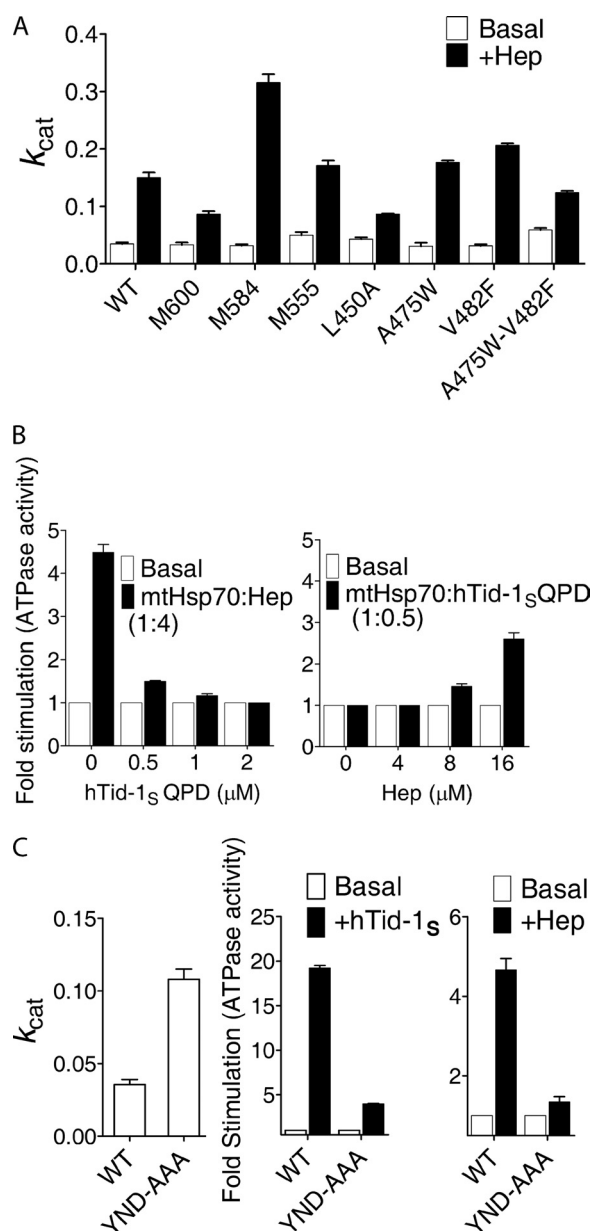 A
Basal
+Hep
kcat
0.4
0.3
0.2
0.1
0.0
WT
M600
M584
M555
L450A
A475W
V482F
A475W-V482F
B
Fold stimulation (ATPase activity)
5
4
3
2
1
Basal
mtHsp70:Hep
(1:4)
0 0.5 1 2
hTid-1S QPD (μM)
5
4
3
2
1
0
Basal
mtHsp70:hTid-1SQPD
(1:0.5)
0 4 8 16
Hep (μM)
C
kcat
0.15
0.10
0.05
0.00
WT
YND-AAA
Fold Stimulation (ATPase activity)
Basal
+hTid-1S
25
20
15
10
5
WT
YND-AAA
Basal
+Hep
6
4
2
WT
YND-AAA